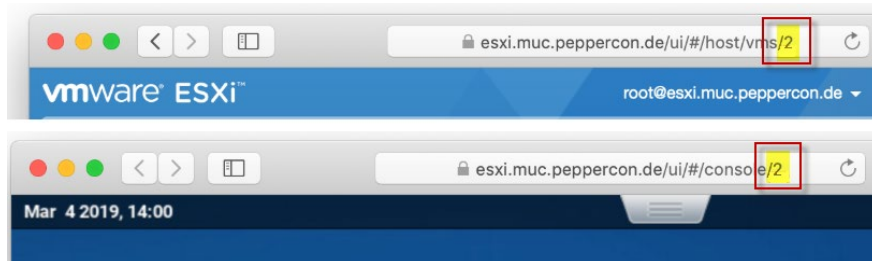 esxi.muc.peppercon.de/ui/#/host/vms/2
vmware® ESXi™
root@esxi.muc.peppercon.de
esxi.muc.peppercon.de/ui/#/console/2
Mar 4 2019, 14:00